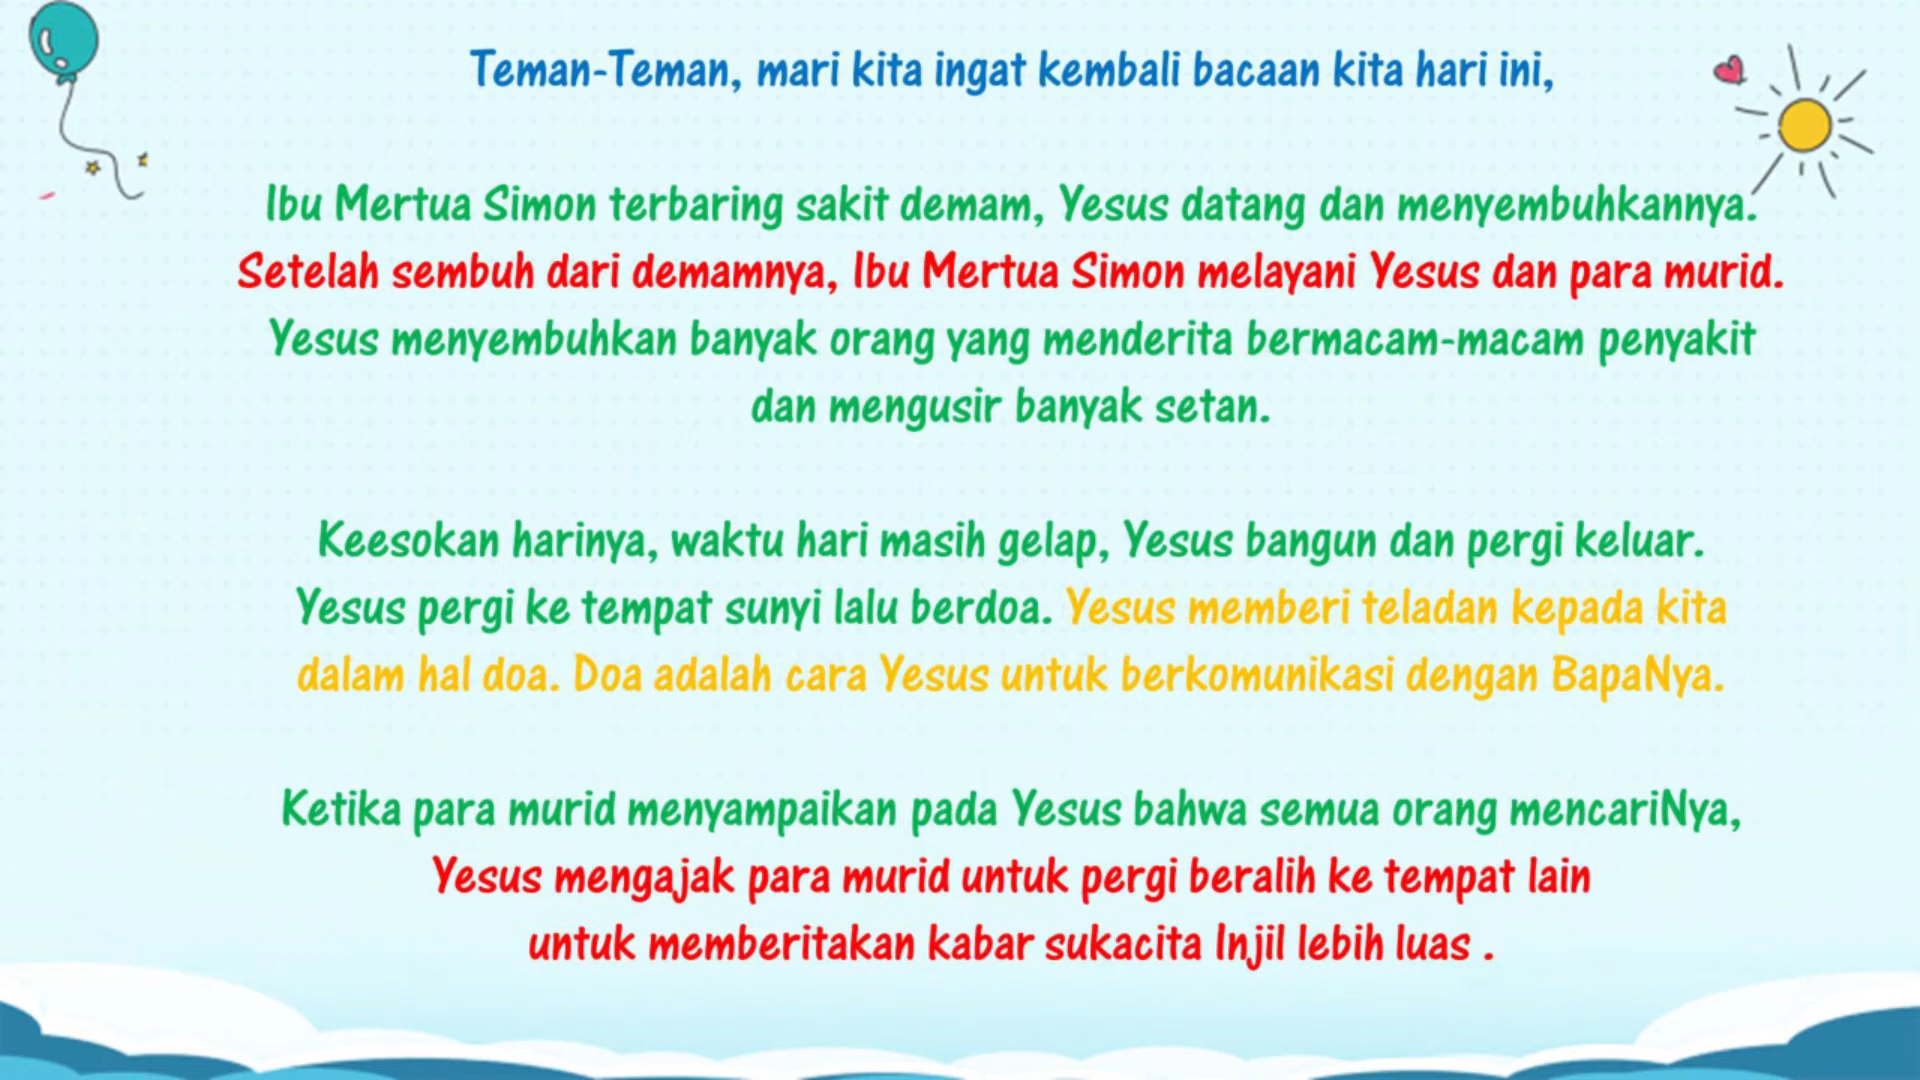 Teman-Teman, mari kita ingat kembali bacaan kita hari ini,
Ibu Mertua Simon terbaring sakit demam, Yesus datang dan menyembuhkannya.
Setelah sembuh dari demamnya, Ibu Mertua Simon melayani Yesus dan para murid.
Yesus menyembuhkan banyak orang yang menderita bermacam-macam penyakit
dan mengusir banyak setan.
Keesokan harinya, waktu hari masih gelap, Yesus bangun dan pergi keluar.
Yesus pergi ke tempat sunyi lalu berdoa. Yesus memberi teladan kepada kita
dalam hal doa. Doa adalah cara Yesus untuk berkomunikasi dengan BapaNya.
Ketika para murid menyampaikan pada Yesus bahwa semua orang mencariNya,
Yesus mengajak para murid untuk pergi beralih ke tempat lain
untuk memberitakan kabar sukacita Injil lebih luas .